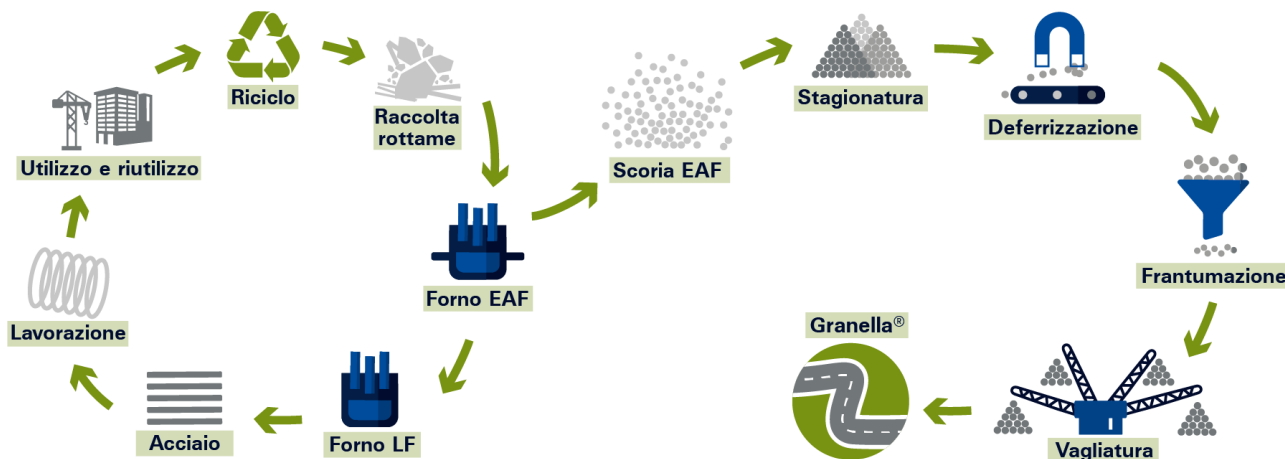 Riciclo
Raccolta
rottame
Utilizzo e riutilizzo
Scoria EAF
Stagionatura
Deferrizzazione
Frantumazione
Forno EAF
Lavorazione
Granella®
Acciaio
Forno LF
Vagliatura